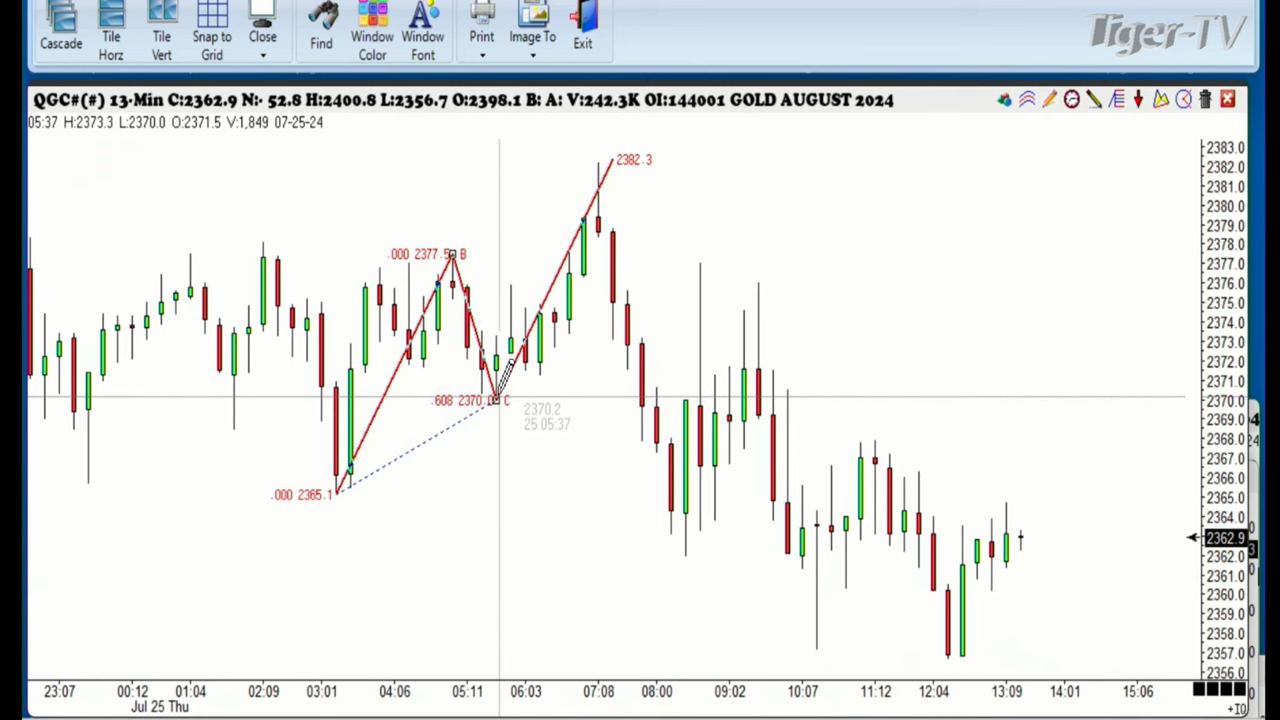 Cascade
Tile
Horz
Tile
Vert
Snap to
Grid
Close
Find
Window
Color
Window
Font
Print
Image To
Exit
Tiger-TV
QGC#(#) 13-Min C:2362.9 N:- 52.8 H:2400.8 L:2356.7 O:2398.1 B: A: V:242.3K OI:144001 GOLD AUGUST 2024
05:37 H:2373.3 L:2370.0 O:2371.5 V:1,849 07-25-24
2382.3
.000 2377.5 B
.608 2370.0 C
2370.2
25 05:37
.000 2365.1
2383.0
2382.0
2381.0
2380.0
2379.0
2378.0
2377.0
2376.0
2375.0
2374.0
2373.0
2372.0
2371.0
2370.0
2369.0
2368.0
2367.0
2366.0
2365.0
2364.0
2362.9
2362.0
2361.0
2360.0
2359.0
2358.0
2357.0
2356.0
23:07 00:12 01:04 02:09 03:01 04:06 05:11 06:03 07:08 08:00 09:02 10:07 11:12 12:04 13:09 14:01 15:06
Jul 25 Thu
+IQ